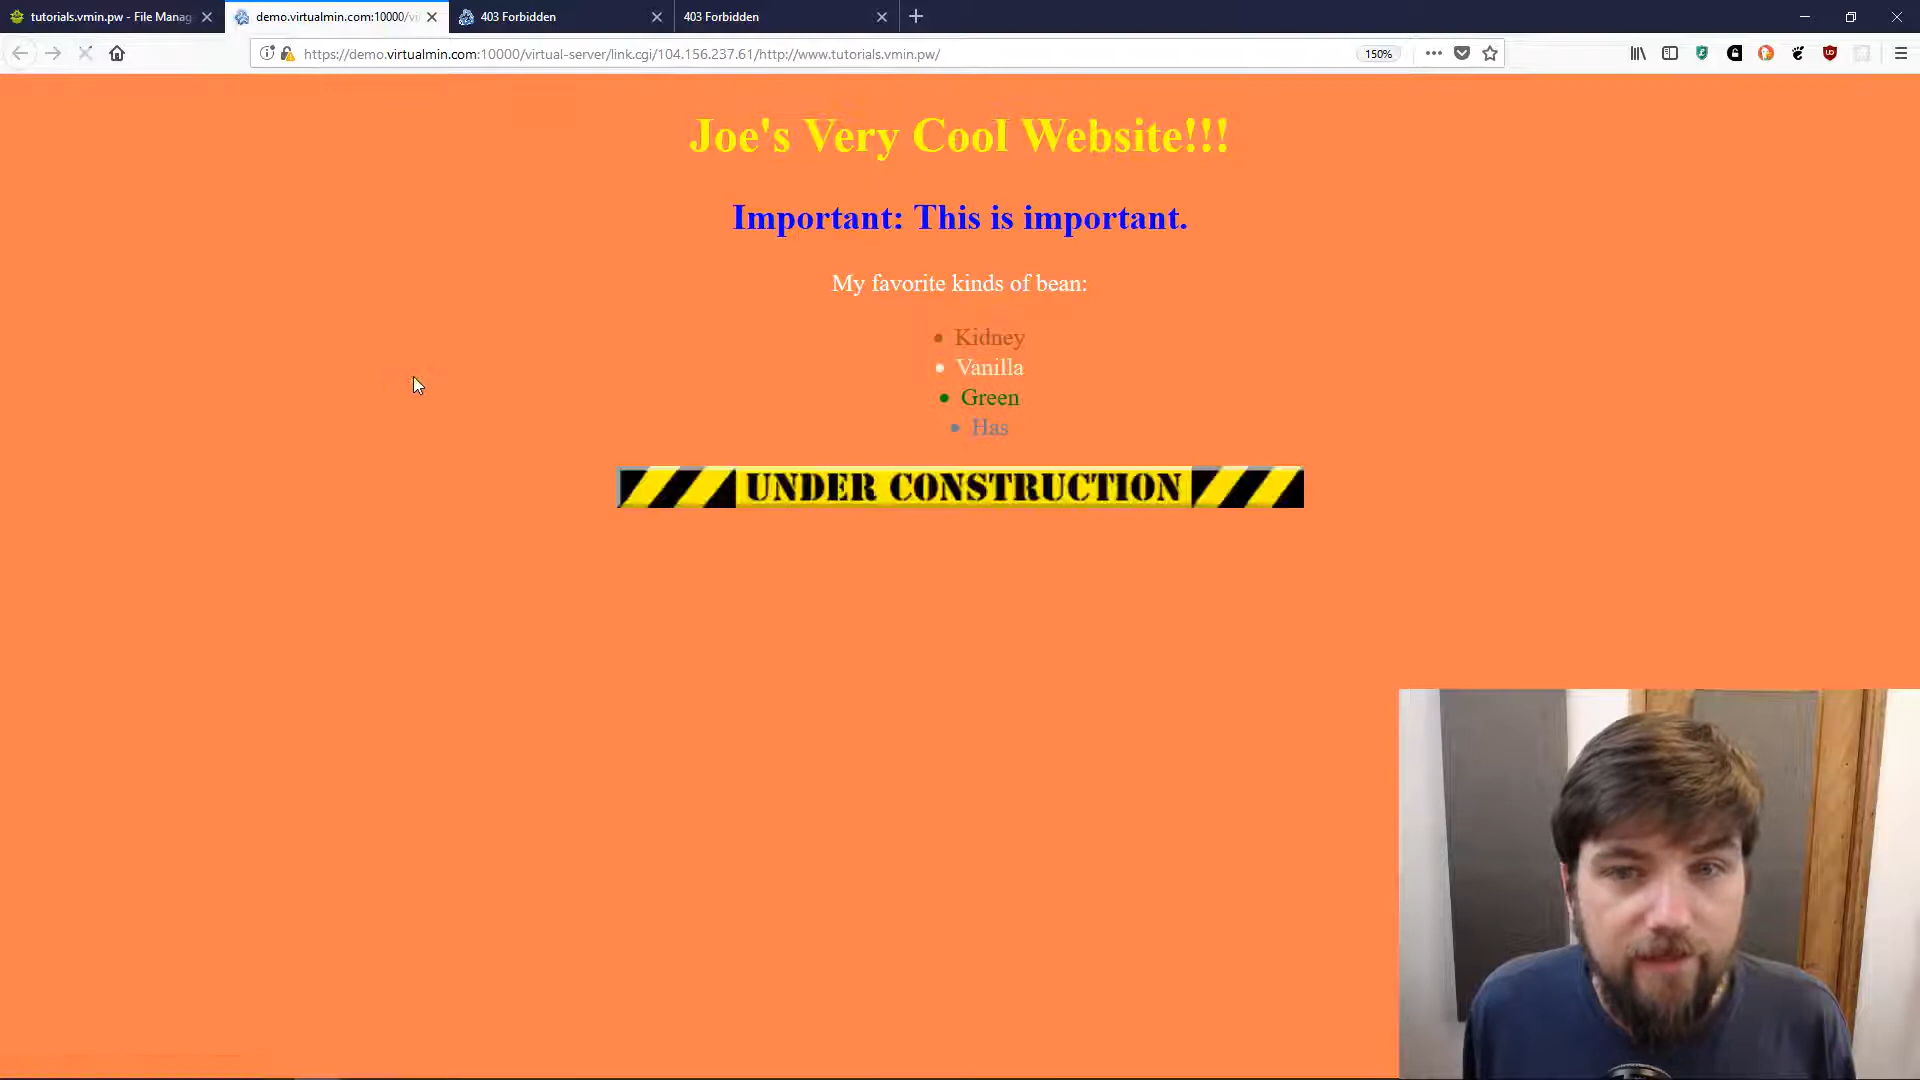 tutorials.vmin.pw - File Manag
demo.virtualmin.com:10000/vi
403 Forbidden
403 Forbidden
https://demo.virtualmin.com:10000/virtual-server/link.cgi/104.156.237.61/http://www.tutorials.vmin.pw/
150%
Joe's Very Cool Website!!!
Important: This is important.
My favorite kinds of bean:
• Kidney
• Vanilla
• Green
• Has
UNDER CONSTRUCTION